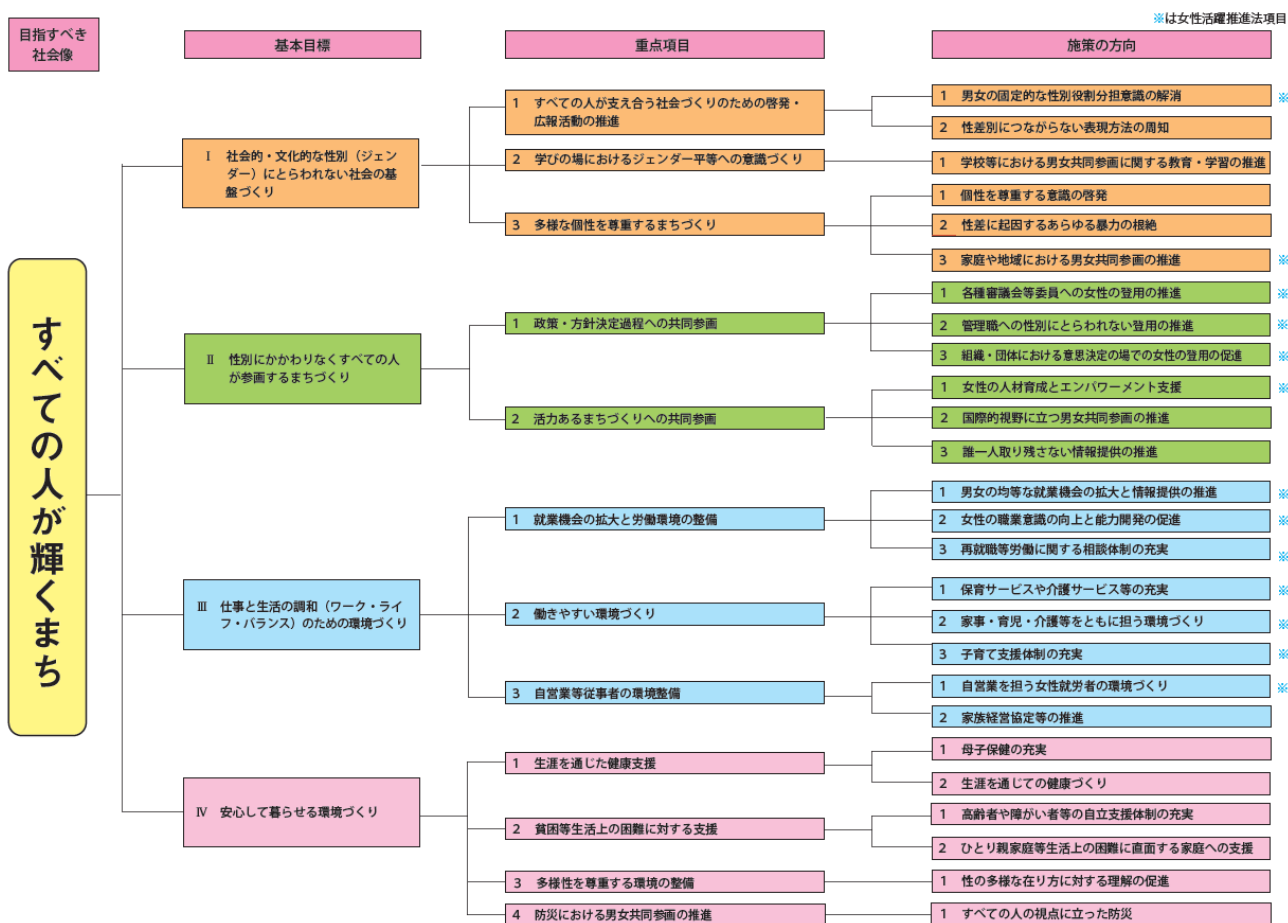 ※は女性活躍推進法項目
目指すべき
社会像
基本目標
重点項目
施策の方向
すべての人が輝くまち
Ⅰ 社会的・文化的な性別（ジェン
ダー）にとらわれない社会の基
盤づくり
1 すべての人が支え合う社会づくりのための啓発・
広報活動の推進
1 男女の固定的な性別役割分担意識の解消 ※
2 性差別につながらない表現方法の周知
2 学びの場におけるジェンダー平等への意識づくり
1 学校等における男女共同参画に関する教育・学習の推進
3 多様な個性を尊重するまちづくり
1 個性を尊重する意識の啓発
2 性差に起因するあらゆる暴力の根絶
3 家庭や地域における男女共同参画の推進 ※
Ⅱ 性別にかかわりなくすべての人
が参画するまちづくり
1 政策・方針決定過程への共同参画
1 各種審議会等委員への女性の登用の推進 ※
2 管理職への性別にとらわれない登用の推進 ※
3 組織・団体における意思決定の場での女性の登用の促進 ※
2 活力あるまちづくりへの共同参画
1 女性の人材育成とエンパワーメント支援 ※
2 国際的視野に立つ男女共同参画の推進
3 誰一人取り残さない情報提供の推進
Ⅲ 仕事と生活の調和（ワーク・ライ
フ・バランス）のための環境づくり
1 就業機会の拡大と労働環境の整備
1 男女の均等な就業機会の拡大と情報提供の推進 ※
2 女性の職業意識の向上と能力開発の促進 ※
3 再就職等労働に関する相談体制の充実 ※
2 働きやすい環境づくり
1 保育サービスや介護サービス等の充実 ※
2 家事・育児・介護等をともに担う環境づくり ※
3 子育て支援体制の充実 ※
3 自営業等従事者の環境整備
1 自営業を担う女性就労者の環境づくり ※
2 家族経営協定等の推進
Ⅳ 安心して暮らせる環境づくり
1 生涯を通じた健康支援
1 母子保健の充実
2 生涯を通じての健康づくり
2 貧困等生活上の困難に対する支援
1 高齢者や障がい者等の自立支援体制の充実
2 ひとり親家庭等生活上の困難に直面する家庭への支援
3 多様性を尊重する環境の整備
1 性の多様な在り方に対する理解の促進
4 防災における男女共同参画の推進
1 すべての人の視点に立った防災